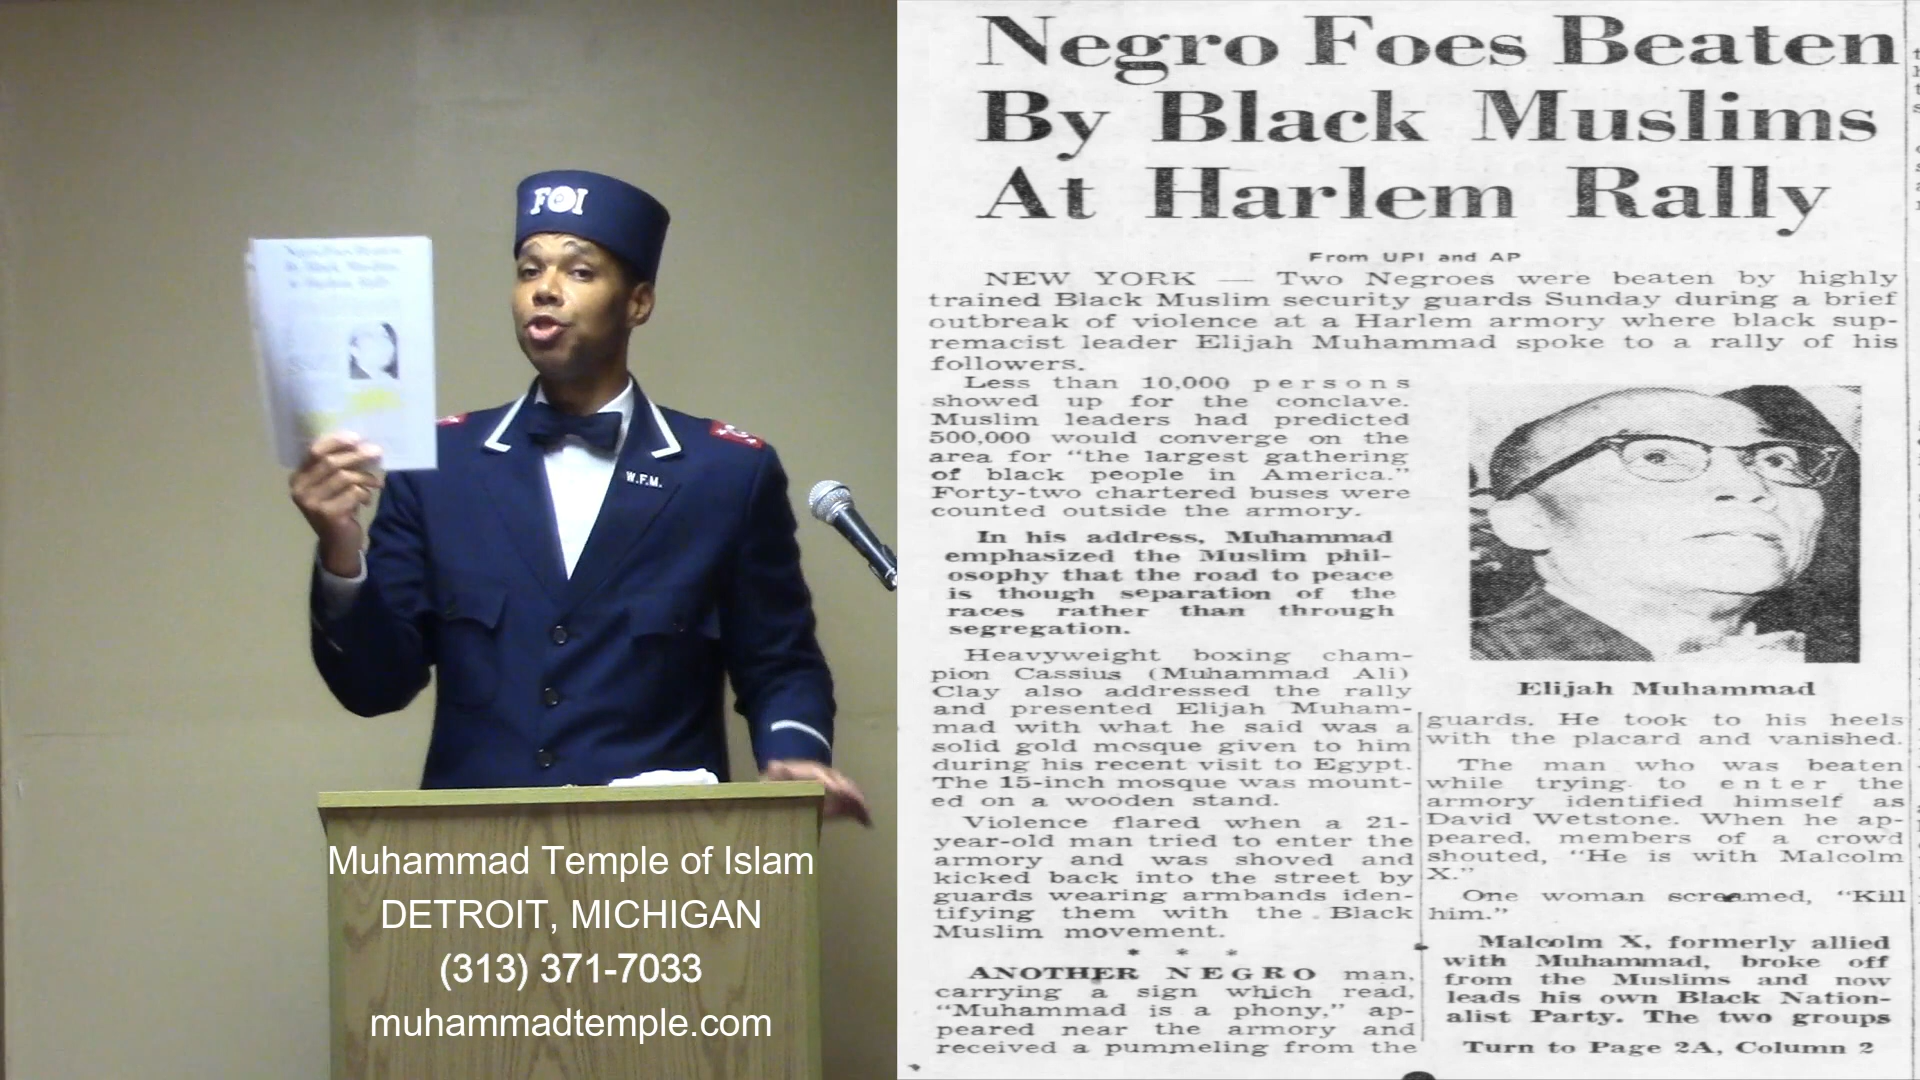 FOI
W.F.M.
Negro Foes Beaten
By Black Muslims
At Harlem Rally
Muhammad Temple of Islam
DETROIT, MICHIGAN
(313) 371-7033
muhammadtemple.com
Negro Foes Beaten
By Black Muslims
At Harlem Rally
From UPI and AP
NEW YORK — Two Negroes were beaten by highly
trained Black Muslim security guards Sunday during a brief
outbreak of violence at a Harlem armory where black sup-
remacist leader Elijah Muhammad spoke to a rally of his
followers.
Less than 10,000 persons
showed up for the conclave.
Muslim leaders had predicted
500,000 would converge on the
area for "the largest gathering
of black people in America."
Forty-two chartered buses were
counted outside the armory.
In his address, Muhammad
emphasized the Muslim phil-
osophy that the road to peace
is though separation of the
races rather than through
segregation.
Heavyweight boxing cham-
pion Cassius (Muhammad Ali)
Clay also addressed the rally
and presented Elijah Muham-
mad with what he said was a
solid gold mosque given to him
during his recent visit to Egypt.
The 15-inch mosque was mount-
ed on a wooden stand.
Violence flared when a 21-
year-old man tried to enter the
armory and was shoved and
kicked back into the street by
guards wearing armbands iden-
tifying them with the Black
Muslim movement.
* * *
ANOTHER NEGRO man,
carrying a sign which read,
"Muhammad is a phony," ap-
peared near the armory and
received a pummeling from the
Elijah Muhammad
guards. He took to his heels
with the placard and vanished.
The man who was beaten
while trying to enter the
armory identified himself as
David Wetstone. When he ap-
peared, members of a crowd
shouted, "He is with Malcolm
X."
One woman screamed, "Kill
him."
Malcolm X, formerly allied
with Muhammad, broke off
from the Muslims and now
leads his own Black Nation-
alist Party. The two groups
Turn to Page 2A, Column 2